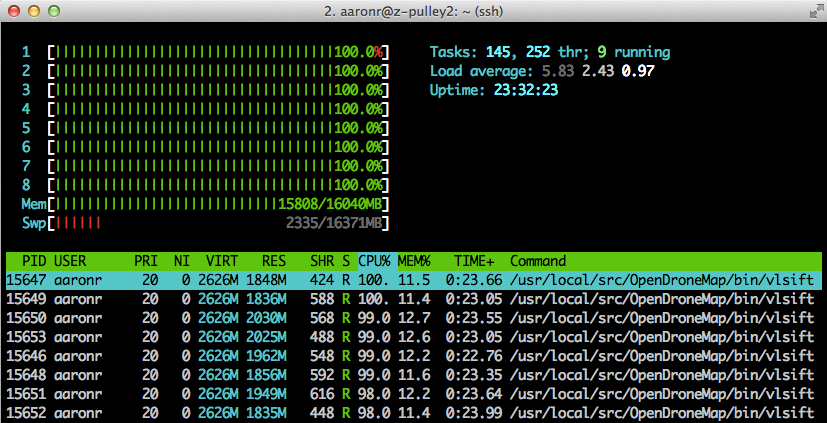 2. aaronr@z-pulley2: ~ (ssh)
1 [||||||||||||||||||||||||||||||||||100.0%] Tasks: 145, 252 thr; 9 running
2 [||||||||||||||||||||||||||||||||||100.0%] Load average: 5.83 2.43 0.97
3 [||||||||||||||||||||||||||||||||||100.0%] Uptime: 23:32:23
4 [||||||||||||||||||||||||||||||||||100.0%]
5 [||||||||||||||||||||||||||||||||||100.0%]
6 [||||||||||||||||||||||||||||||||||100.0%]
7 [||||||||||||||||||||||||||||||||||100.0%]
8 [||||||||||||||||||||||||||||||||||100.0%]
Mem[|||||||||||||||||||||||||||15808/16040MB]
Swp[|||||| 2335/16371MB]
PID USER PRI NI VIRT RES SHR S CPU% MEM% TIME+ Command
15647 aaronr 20 0 2626M 1848M 424 R 100. 11.5 0:23.66 /usr/local/src/OpenDroneMap/bin/vlsift
15649 aaronr 20 0 2626M 1836M 588 R 100. 11.4 0:23.05 /usr/local/src/OpenDroneMap/bin/vlsift
15650 aaronr 20 0 2626M 2030M 568 R 99.0 12.7 0:23.55 /usr/local/src/OpenDroneMap/bin/vlsift
15653 aaronr 20 0 2626M 2025M 488 R 99.0 12.6 0:23.05 /usr/local/src/OpenDroneMap/bin/vlsift
15646 aaronr 20 0 2626M 1962M 548 R 99.0 12.2 0:22.76 /usr/local/src/OpenDroneMap/bin/vlsift
15648 aaronr 20 0 2626M 1856M 592 R 99.0 11.6 0:23.35 /usr/local/src/OpenDroneMap/bin/vlsift
15651 aaronr 20 0 2626M 1949M 616 R 98.0 12.2 0:23.64 /usr/local/src/OpenDroneMap/bin/vlsift
15652 aaronr 20 0 2626M 1835M 448 R 98.0 11.4 0:23.99 /usr/local/src/OpenDroneMap/bin/vlsift